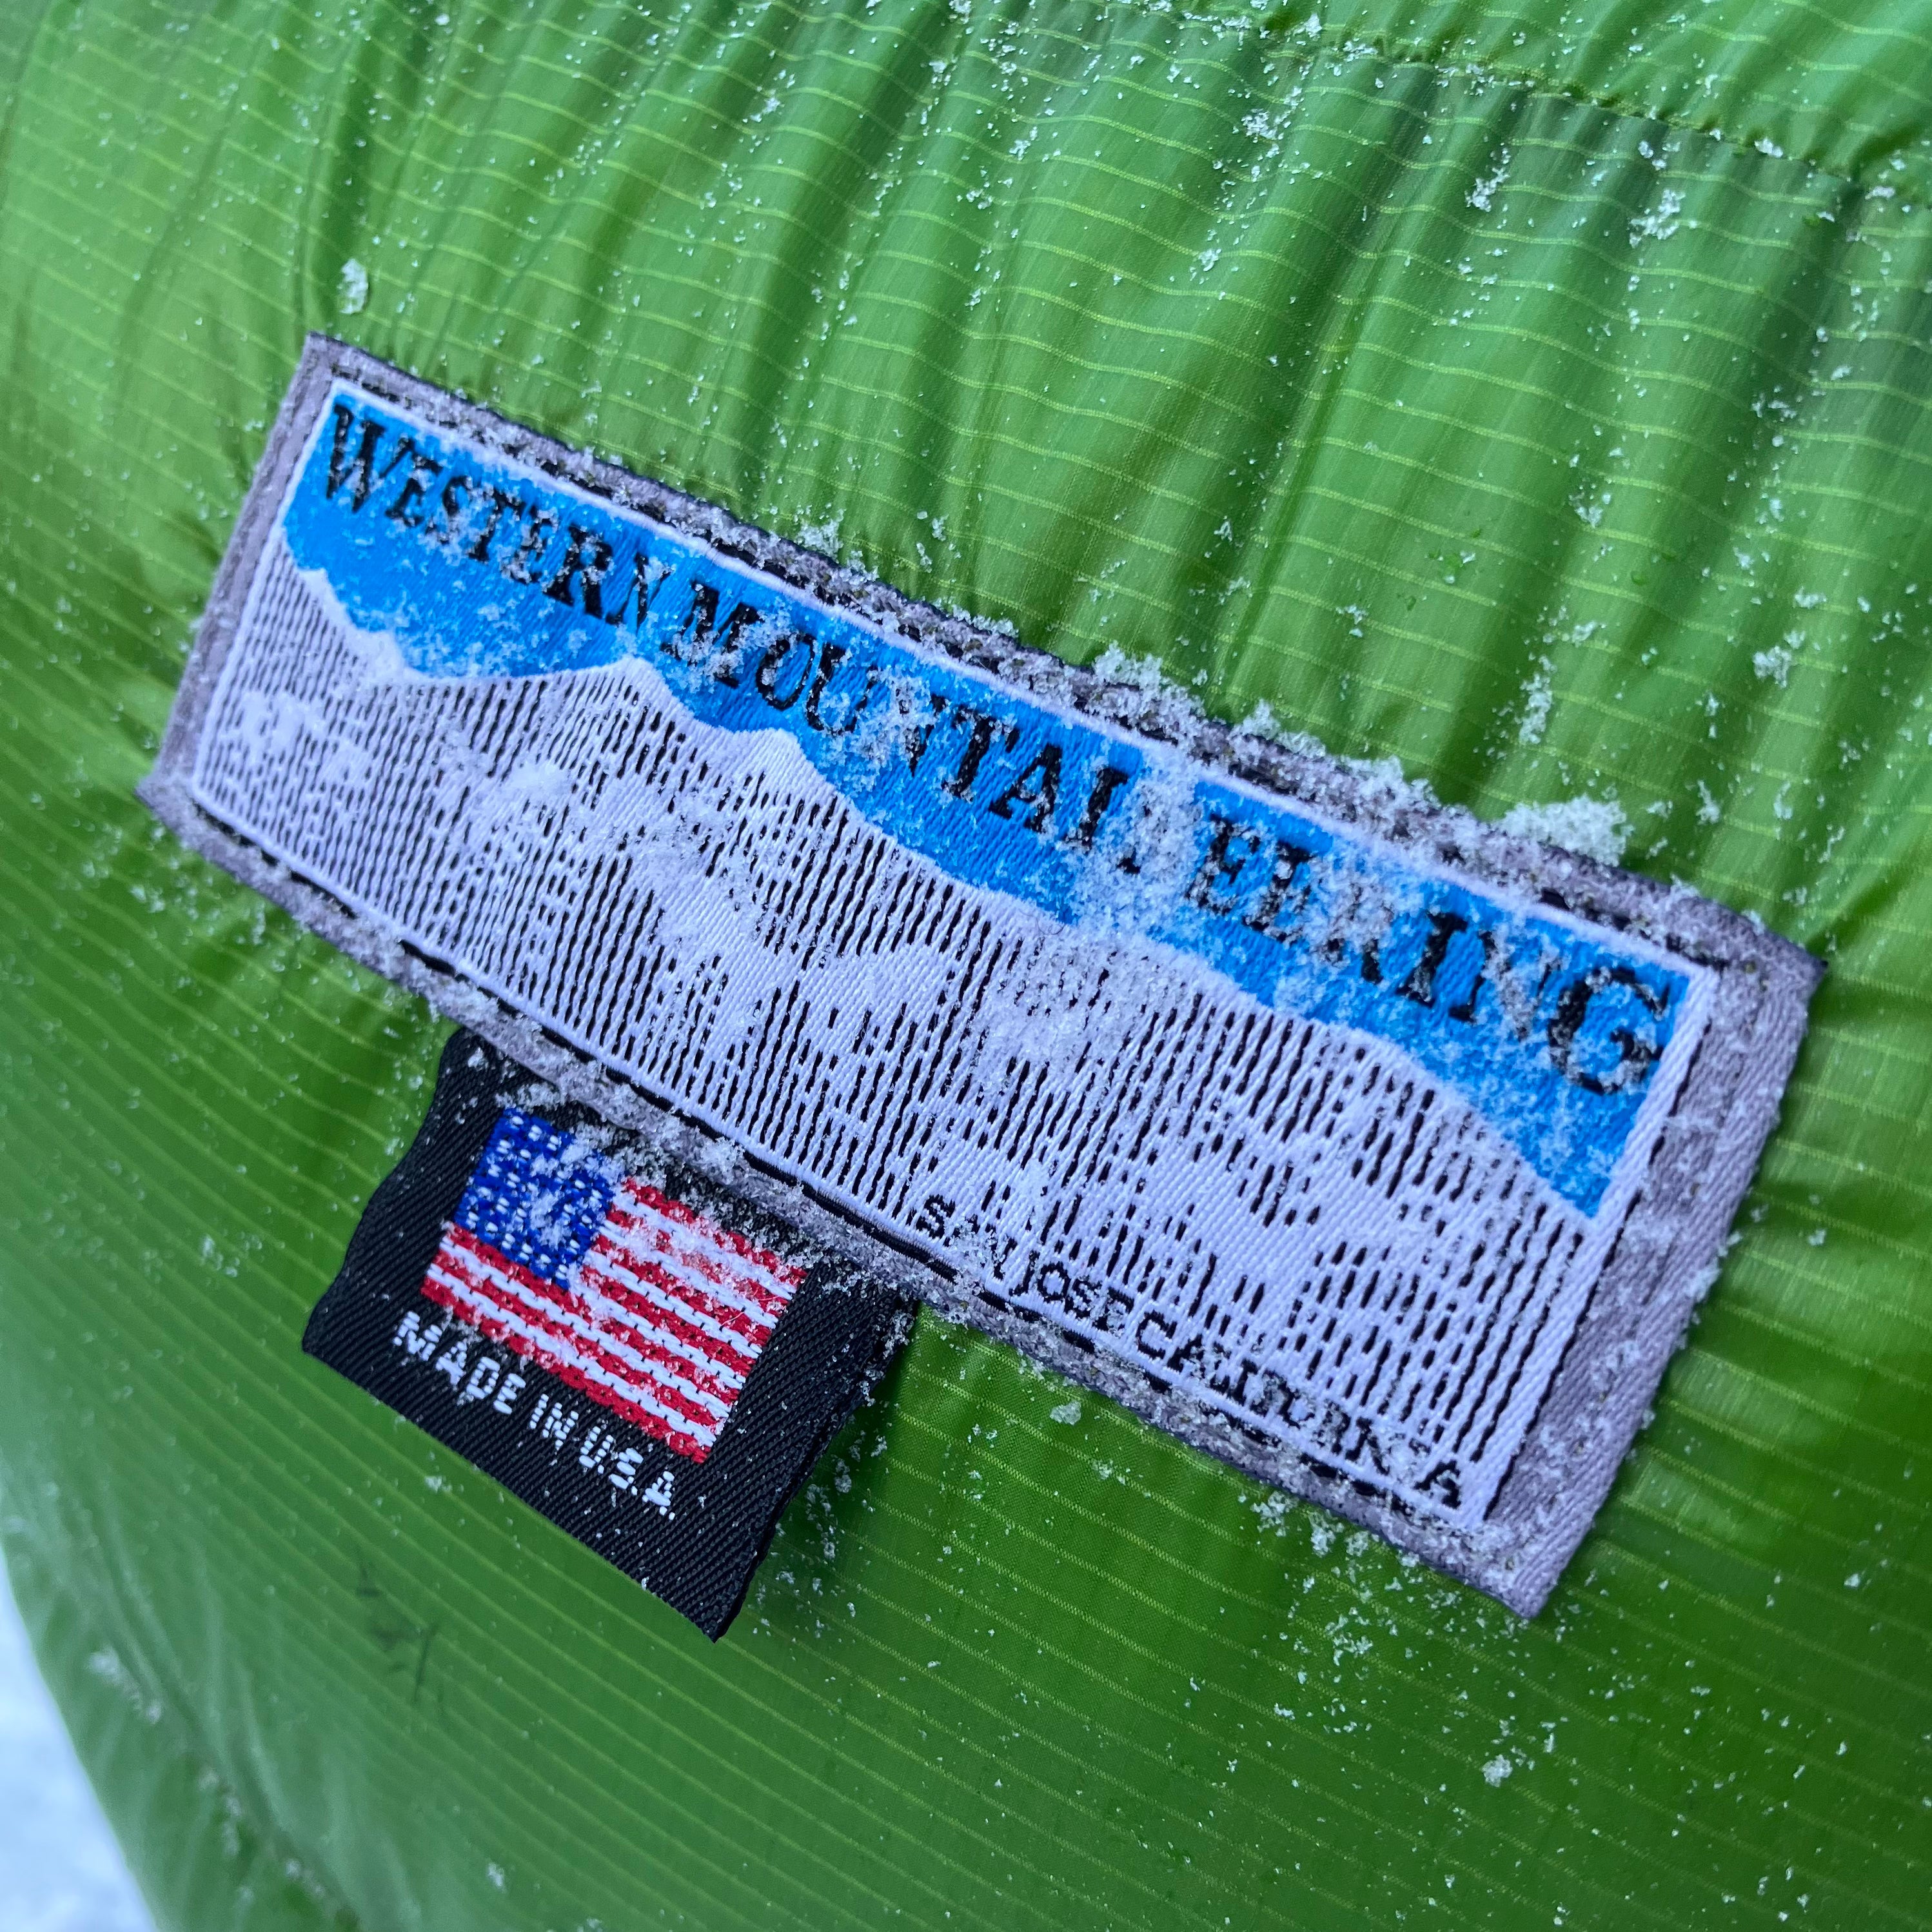 WESTERN MOUNTAINEERING
SAN JOSE CALIFORNIA
MADE IN U.S.A.